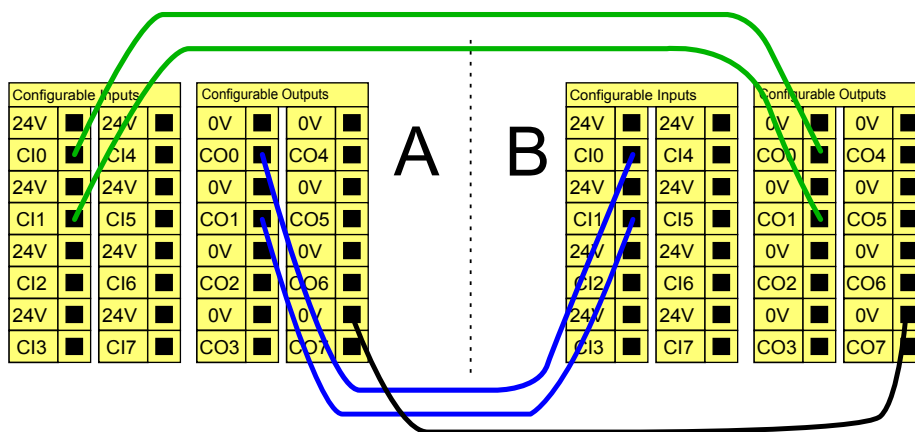 Configurable Inputs Configurable Outputs Configurable Inputs Configurable Outputs
24V 24V 0V 0V 24V 24V 0V 0V
CI0 CI4 CO0 CO4 A B CI0 CI4 CO0 CO4
24V 24V 0V 0V 24V 24V 0V 0V
CI1 CI5 CO1 CO5 CI1 CI5 CO1 CO5
24V 24V 0V 0V 24V 24V 0V 0V
CI2 CI6 CO2 CO6 CI2 CI6 CO2 CO6
24V 24V 0V 0V 24V 24V 0V 0V
CI3 CI7 CO3 CO7 CI3 CI7 CO3 CO7